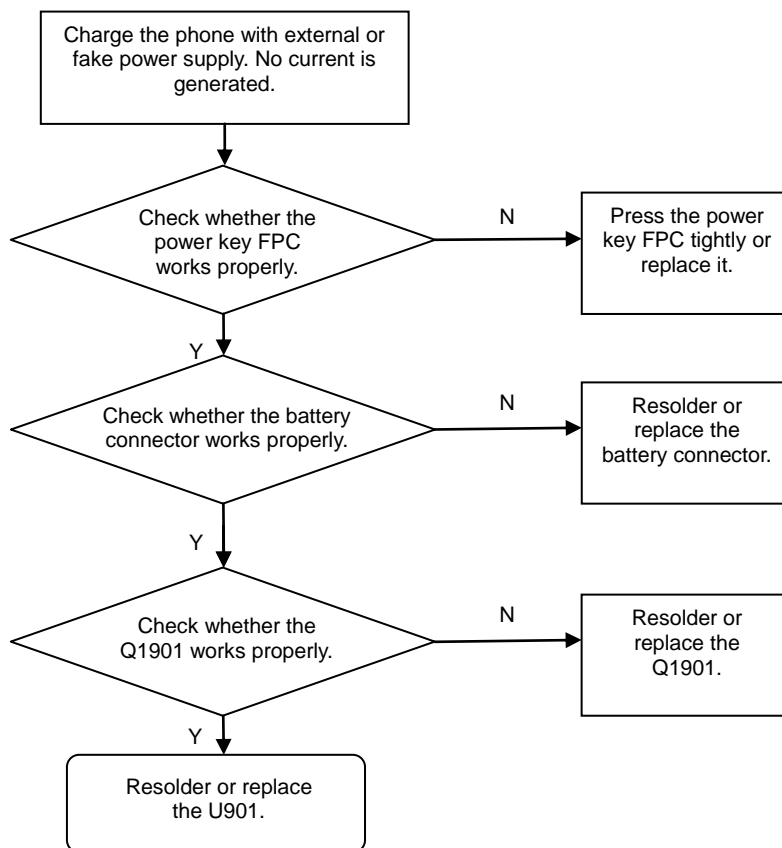 Charge the phone with external or
fake power supply. No current is
generated.
Check whether the
power key FPC
works properly.
N
Press the power
key FPC tightly or
replace it.
Y
Check whether the battery
connector works properly.
N
Resolder or
replace the
battery connector.
Y
Check whether the
Q1901 works properly.
N
Resolder or
replace the
Q1901.
Y
Resolder or replace
the U901.